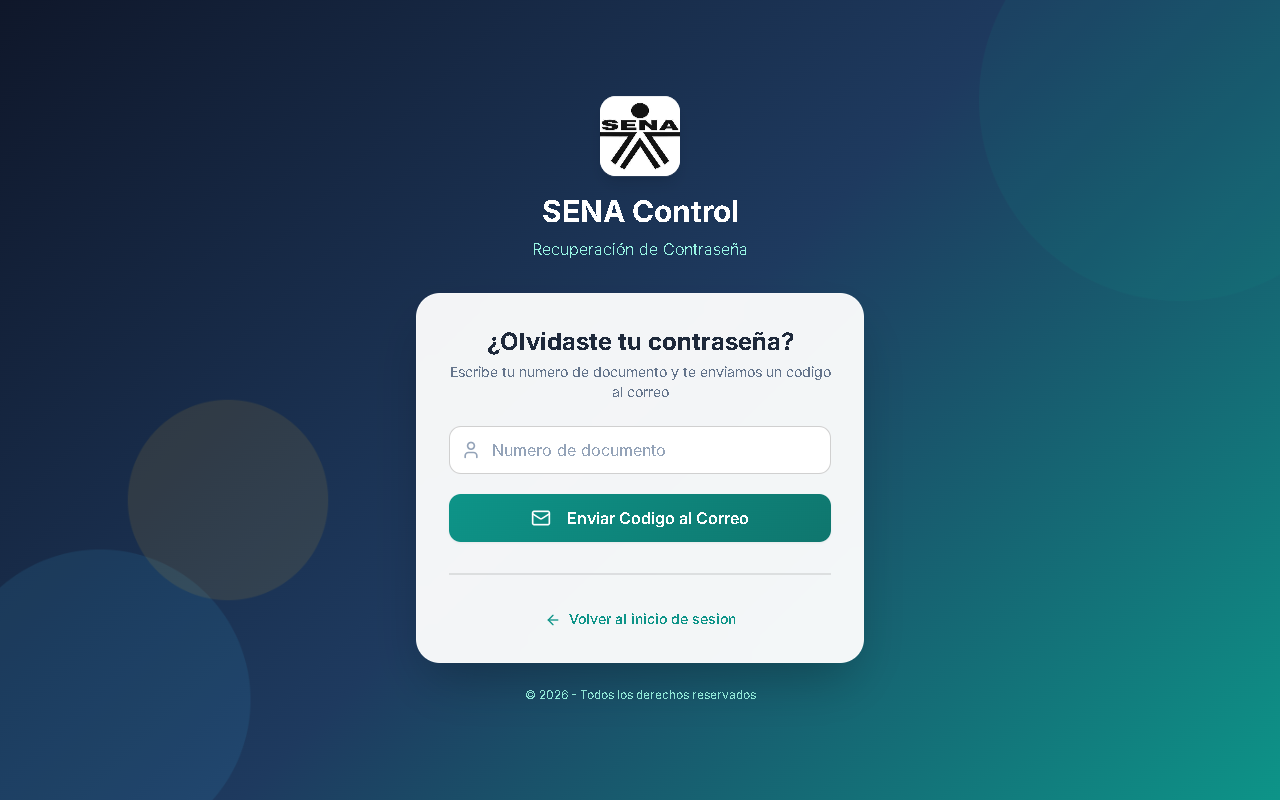 SENA
SENA Control
Recuperación de Contraseña
¿Olvidaste tu contraseña?
Escribe tu numero de documento y te enviamos un codigo
al correo
Numero de documento
Enviar Codigo al Correo
Volver al inicio de sesion
© 2026 - Todos los derechos reservados